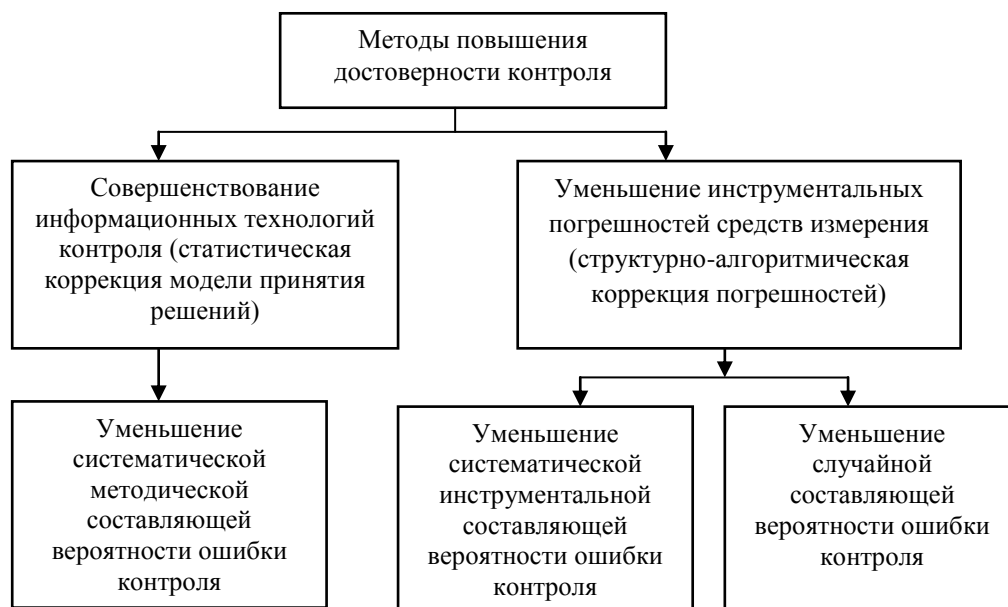 Методы повышения
достоверности контроля
Совершенствование
информационных технологий
контроля (статистическая
коррекция модели принятия
решений)
Уменьшение инструментальных
погрешностей средств измерения
(структурно-алгоритмическая
коррекция погрешностей)
Уменьшение
систематической
методической
составляющей
вероятности ошибки
контроля
Уменьшение
систематической
инструментальной
составляющей
вероятности ошибки
контроля
Уменьшение
случайной
составляющей
вероятности ошибки
контроля